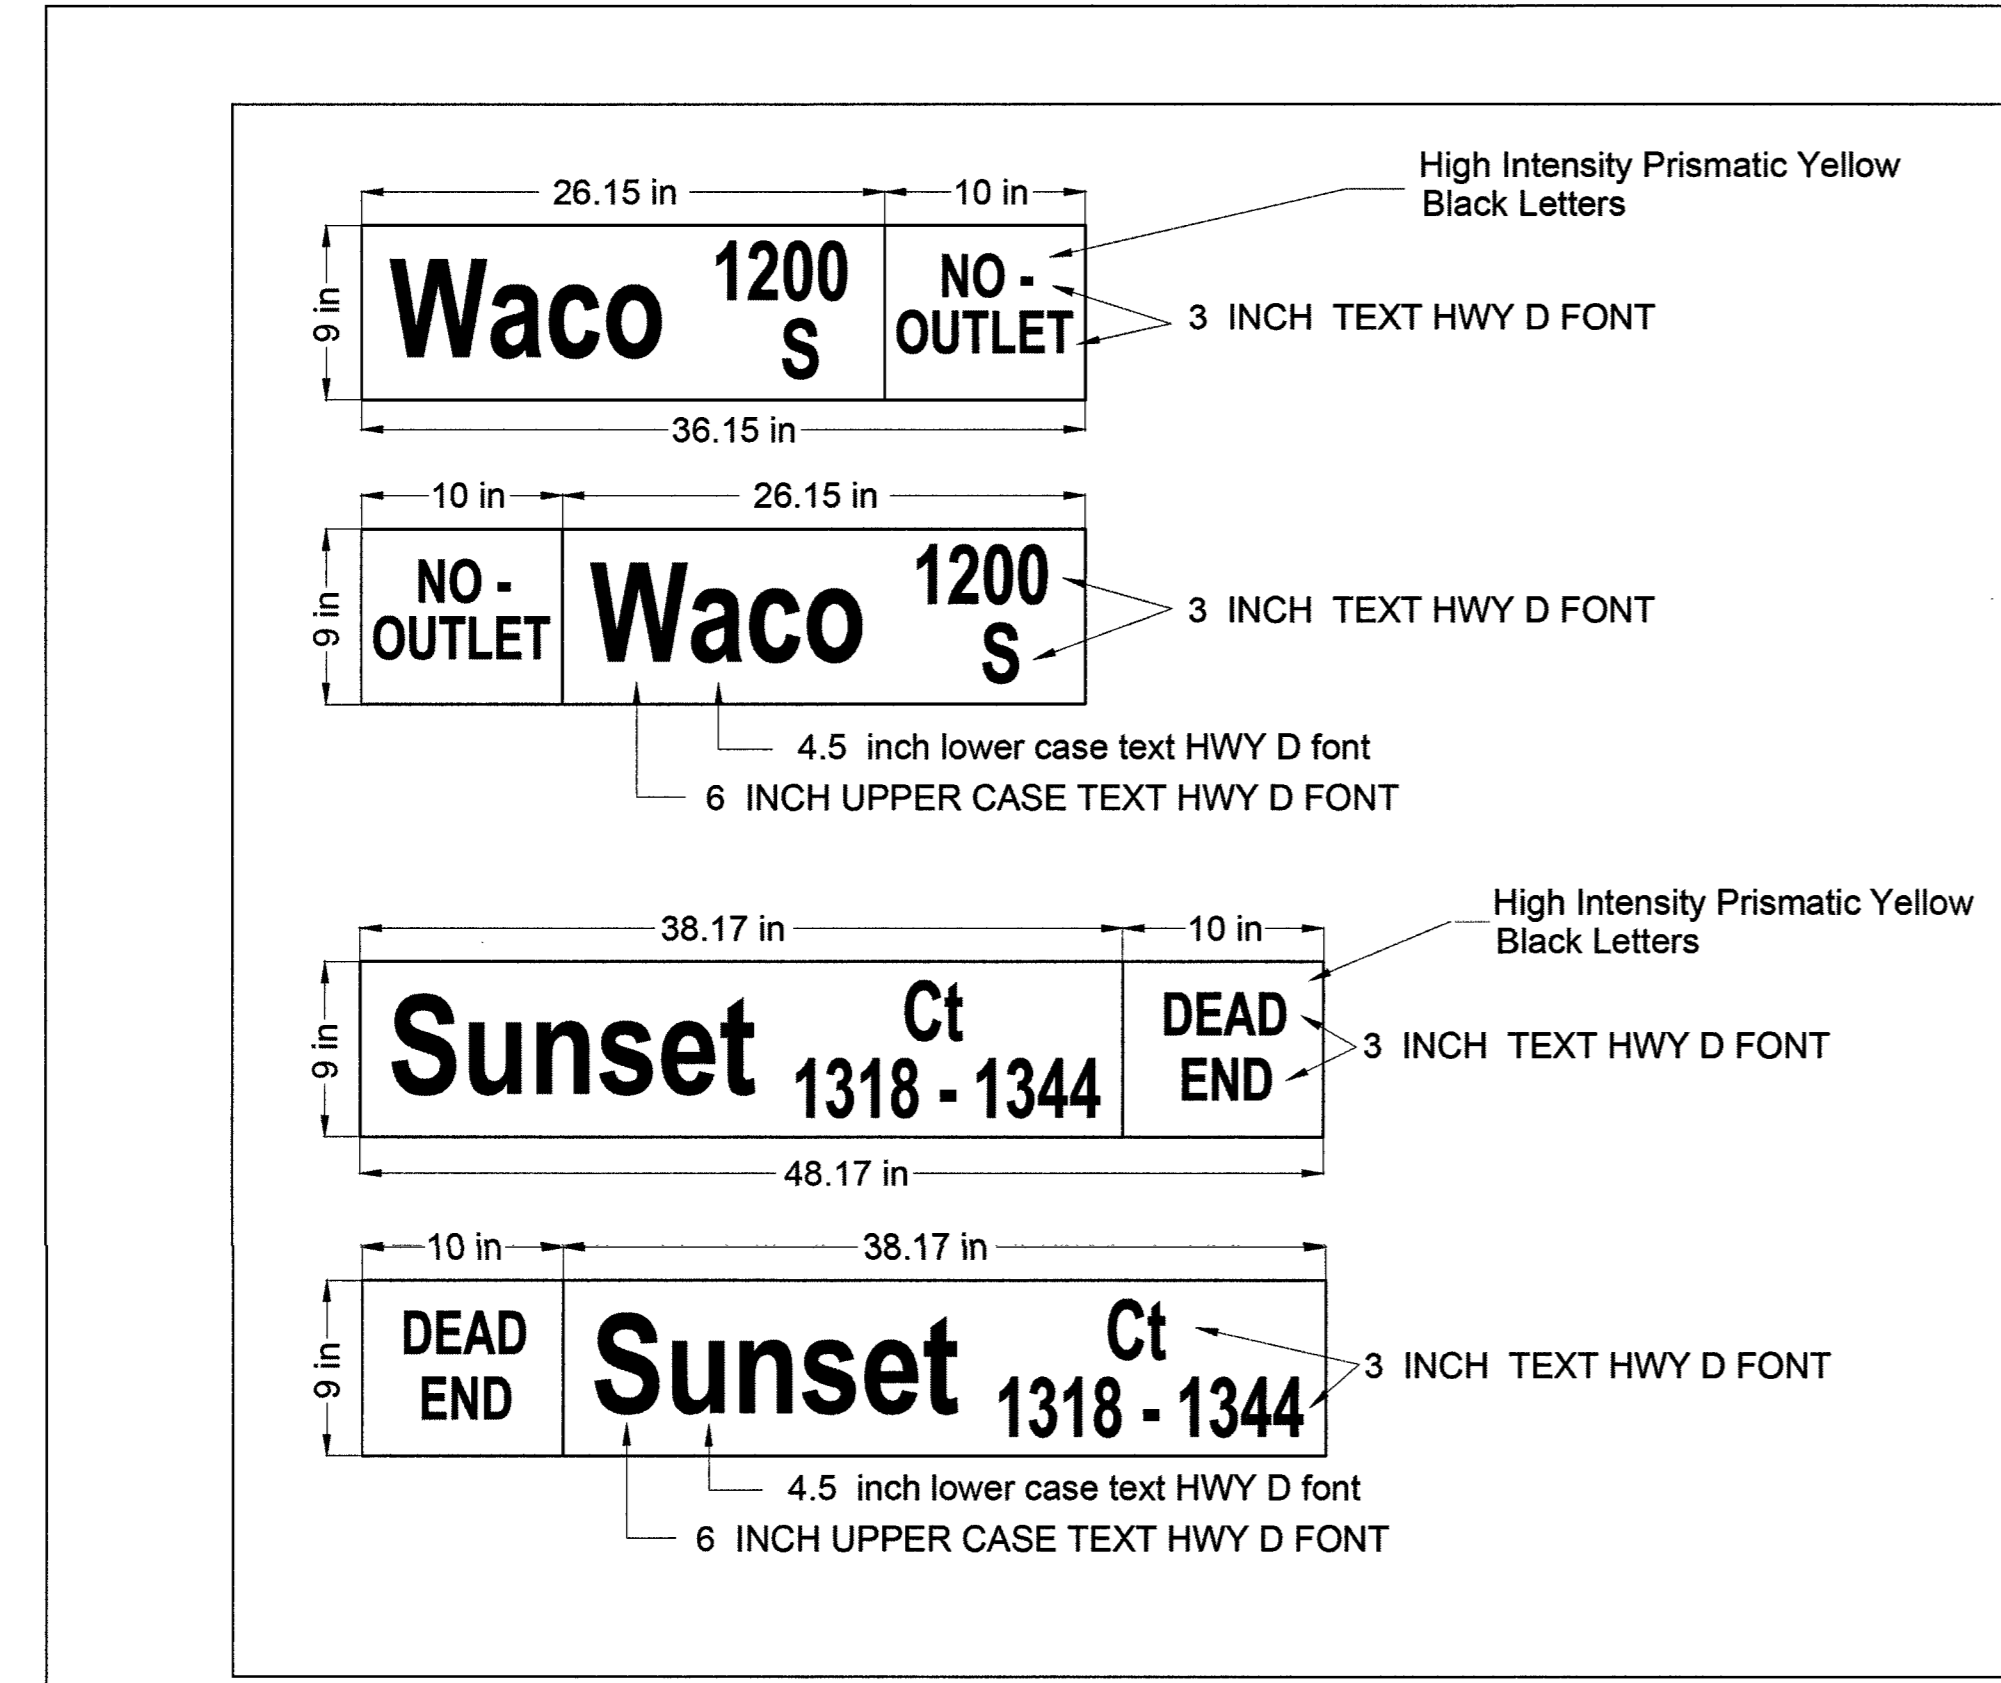 High Intensity Prismatic Yellow
Black Letters
26.15 in
10 in
9 in
Waco
1200
S
NO -
OUTLET
3 INCH TEXT HWY D FONT
36.15 in
10 in
26.15 in
9 in
NO -
OUTLET
Waco
1200
S
3 INCH TEXT HWY D FONT
4.5 inch lower case text HWY D font
6 INCH UPPER CASE TEXT HWY D FONT
High Intensity Prismatic Yellow
Black Letters
38.17 in
10 in
9 in
Sunset
Ct
1318 - 1344
DEAD
END
3 INCH TEXT HWY D FONT
48.17 in
10 in
38.17 in
9 in
DEAD
END
Sunset
Ct
1318 - 1344
3 INCH TEXT HWY D FONT
4.5 inch lower case text HWY D font
6 INCH UPPER CASE TEXT HWY D FONT